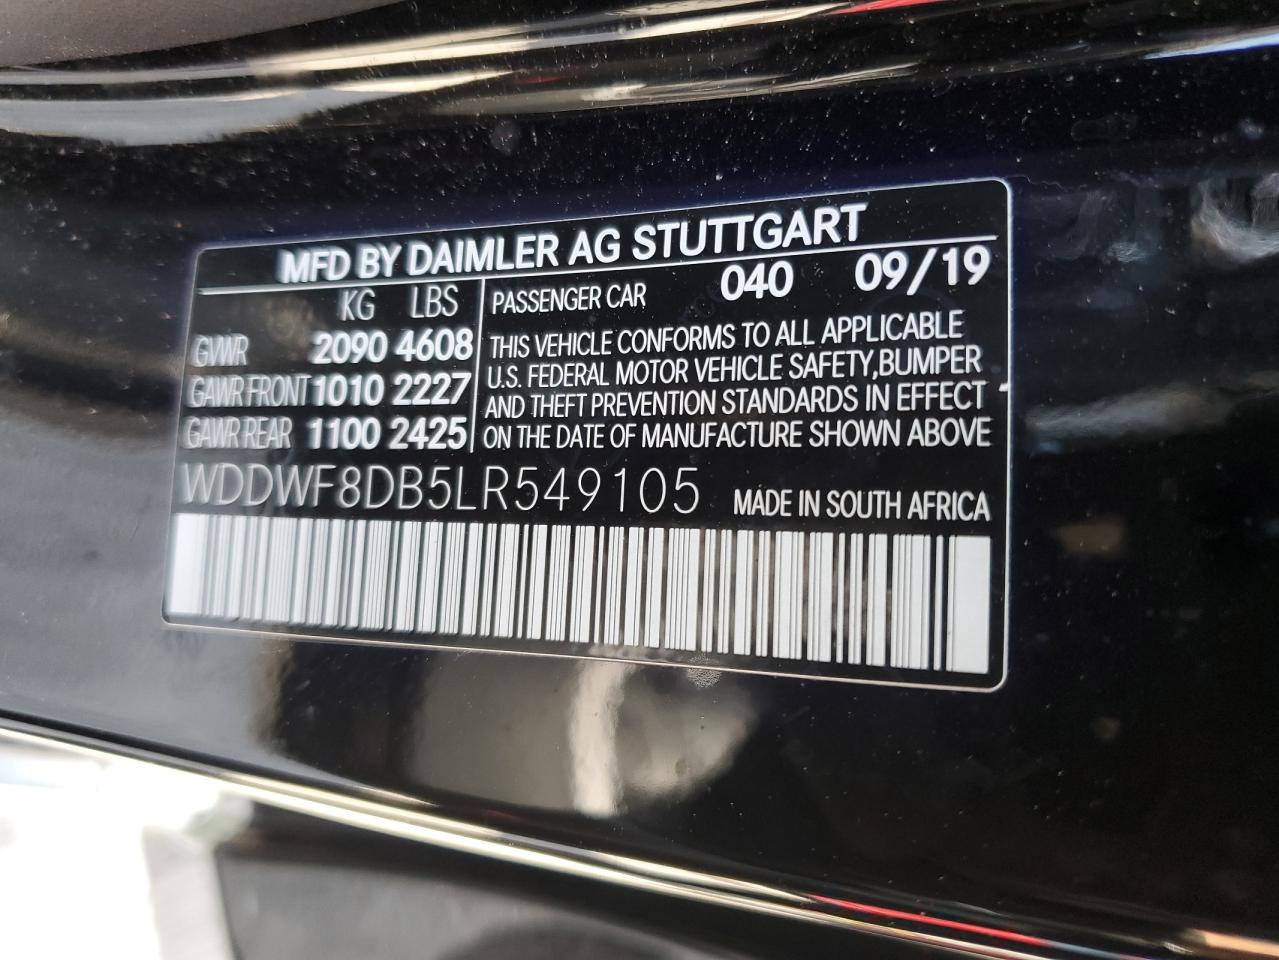 MFD BY DAIMLER AG STUTTGART
KG LBS PASSENGER CAR 040 09/19
GVWR 2090 4608 THIS VEHICLE CONFORMS TO ALL APPLICABLE
GAWR FRONT 1010 2227 U.S. FEDERAL MOTOR VEHICLE SAFETY, BUMPER
GAWR REAR 1100 2425 AND THEFT PREVENTION STANDARDS IN EFFECT
ON THE DATE OF MANUFACTURE SHOWN ABOVE
WDDWF8DB5LR549105 MADE IN SOUTH AFRICA